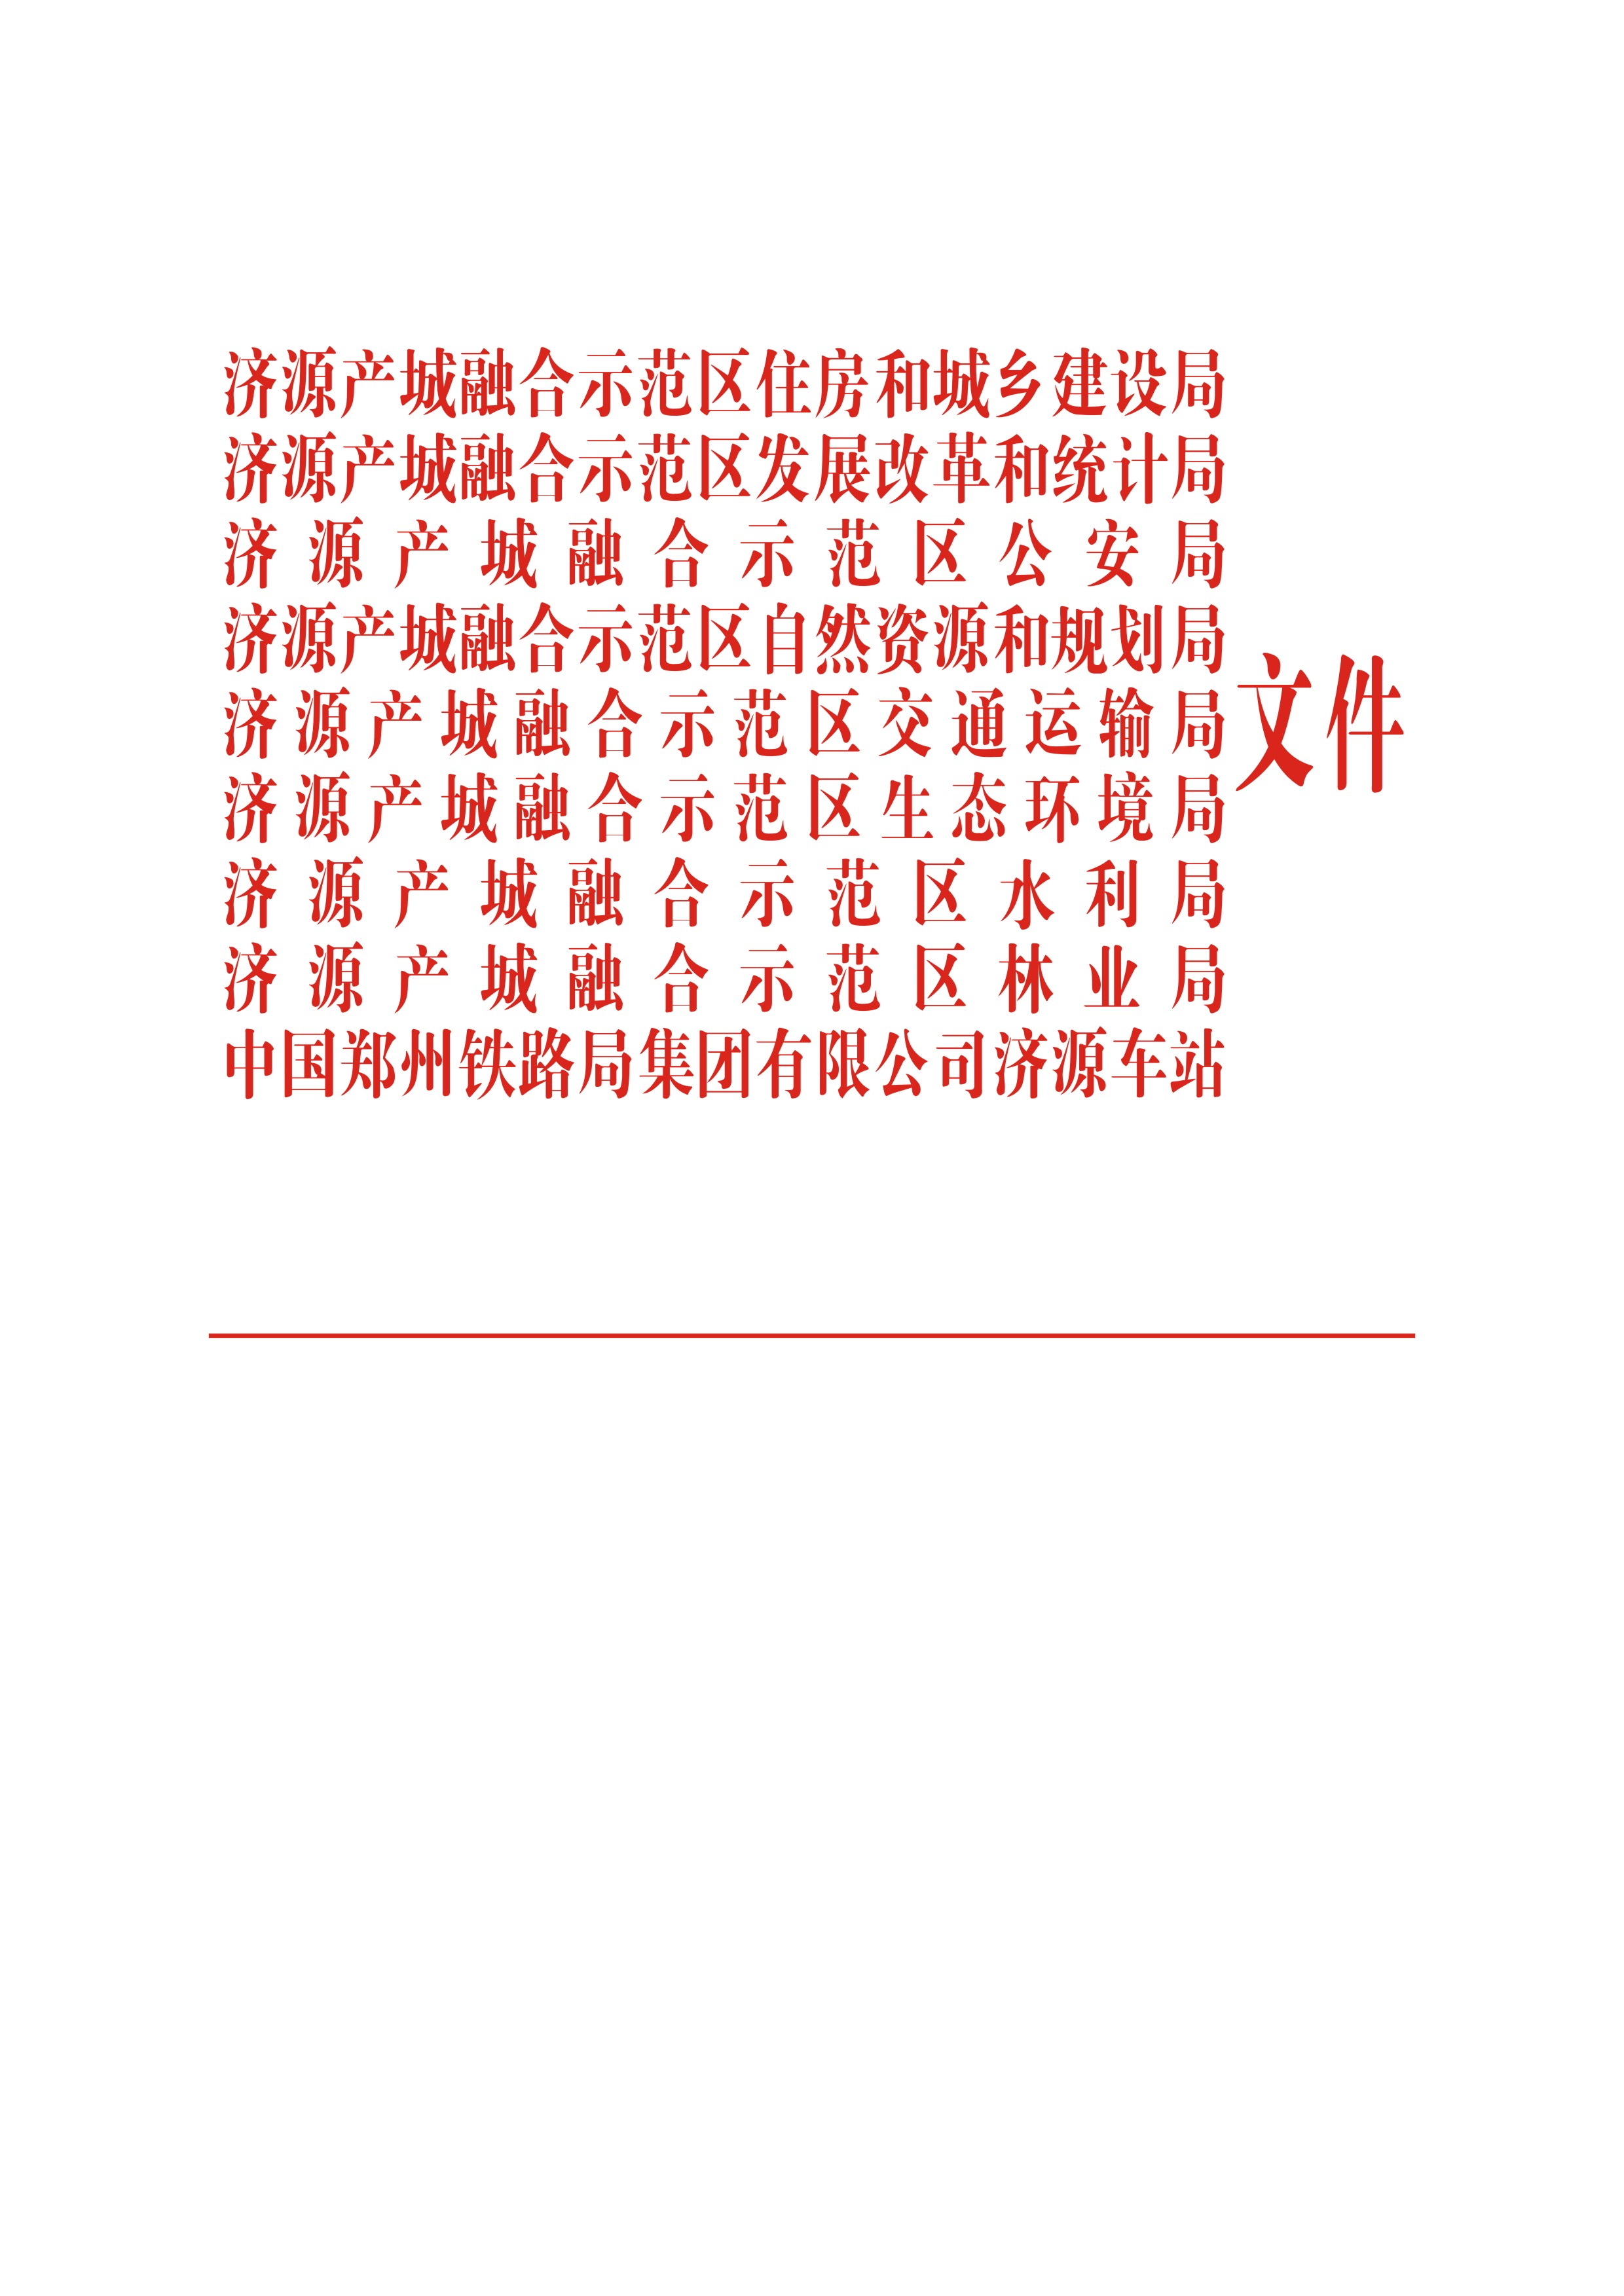 济源产城融合示范区住房和城乡建设局
济源产城融合示范区发展改革和统计局
济源产城融合示范区公安局
济源产城融合示范区自然资源和规划局
济源产城融合示范区交通运输局
济源产城融合示范区生态环境局
济源产城融合示范区水利局
济源产城融合示范区林业局
中国郑州铁路局集团有限公司济源车站
文件